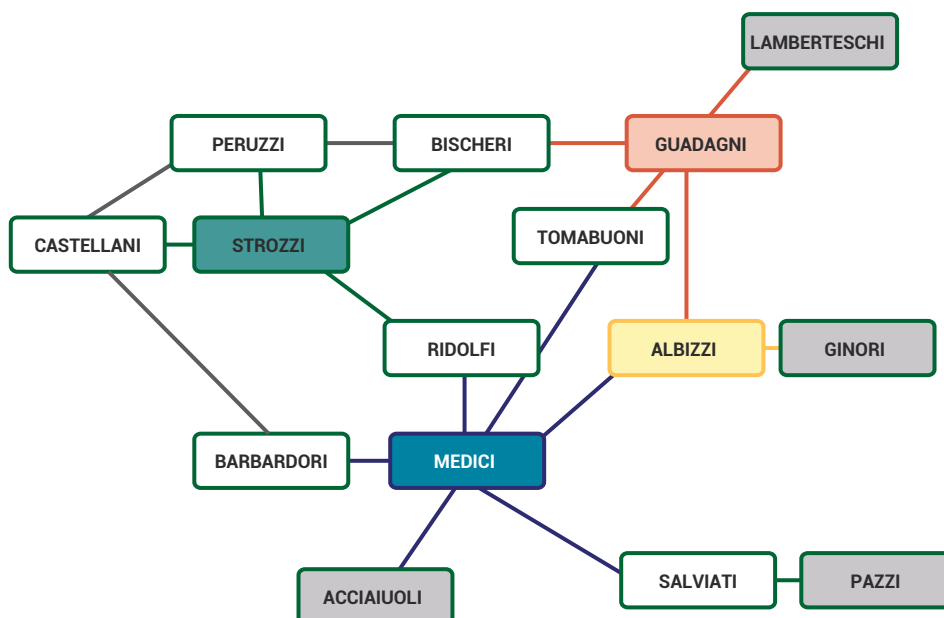 LAMBERTESCHI
PERUZZI
BISCHERI
GUADAGNI
CASTELLANI
STROZZI
TOMABUONI
RIDOLFI
ALBIZZI
GINORI
BARBARDORI
MEDICI
SALVIATI
PAZZI
ACCIAIUOLI